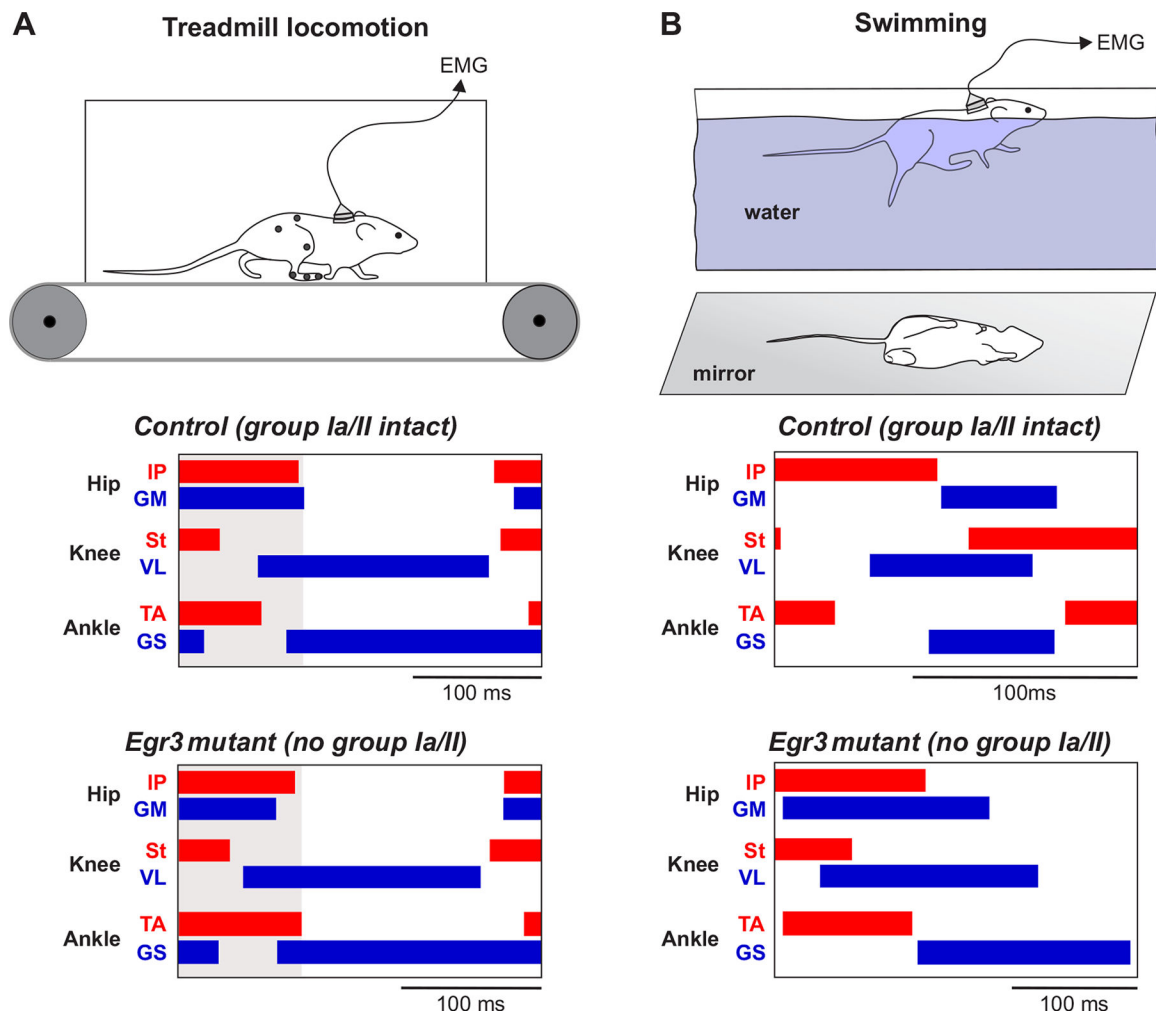 A
Treadmill locomotion
EMG
Control (group Ia/II intact)
Hip
IP
GM
Knee
St
VL
Ankle
TA
GS
100 ms
Egr3 mutant (no group Ia/II)
Hip
IP
GM
Knee
St
VL
Ankle
TA
GS
100 ms
B
Swimming
EMG
water
mirror
Control (group Ia/II intact)
Hip
IP
GM
Knee
St
VL
Ankle
TA
GS
100ms
Egr3 mutant (no group Ia/II)
Hip
IP
GM
Knee
St
VL
Ankle
TA
GS
100 ms